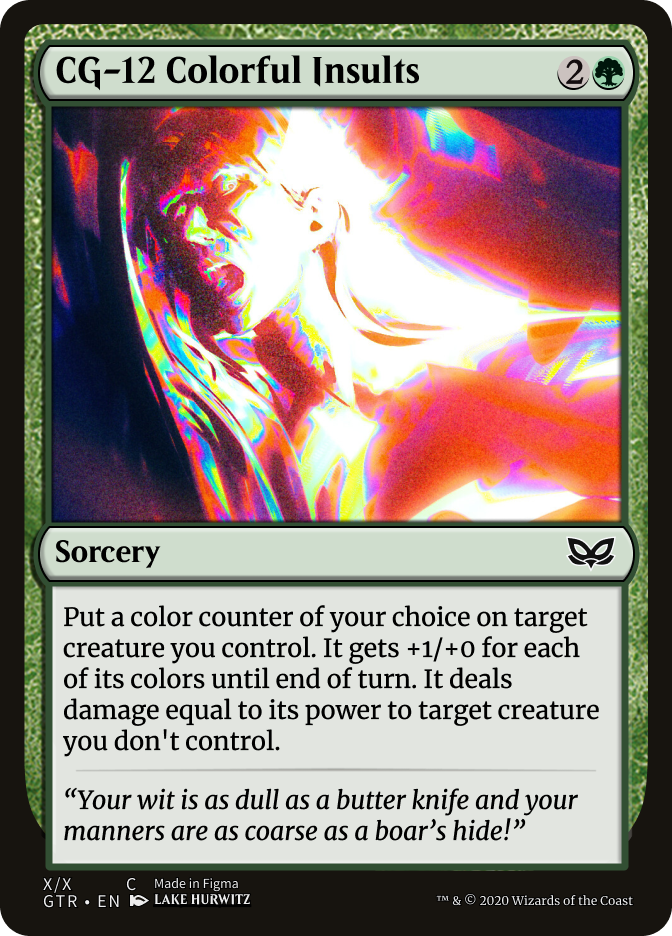 CG-12 Colorful Insults 2
Sorcery
Put a color counter of your choice on target
creature you control. It gets +1/+0 for each
of its colors until end of turn. It deals
damage equal to its power to target creature
you don't control.
“Your wit is as dull as a butter knife and your
manners are as coarse as a boar’s hide!”
X/X C Made in Figma
GTR • EN LAKE HURWITZ ™ & © 2020 Wizards of the Coast